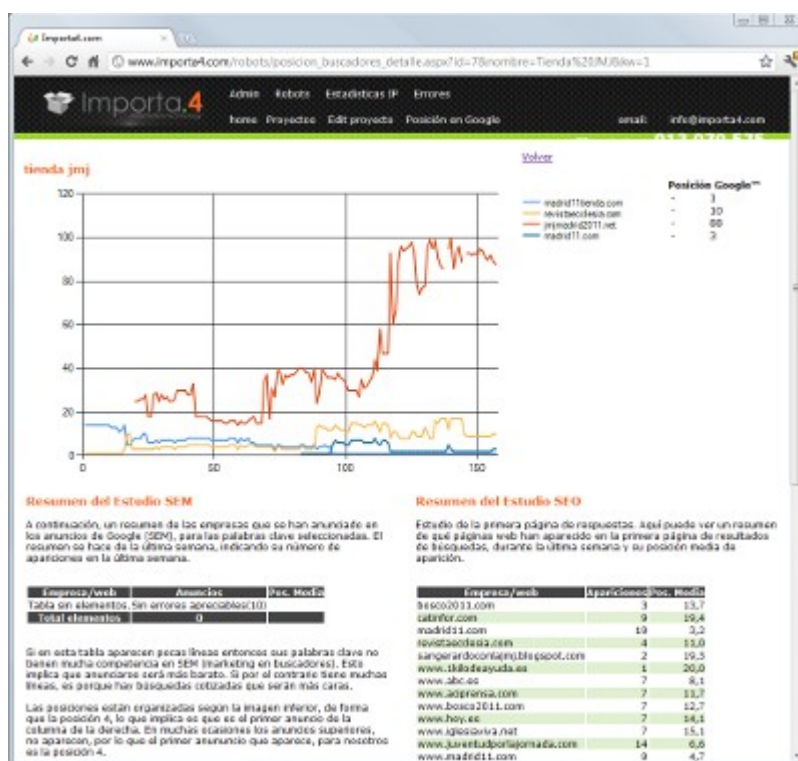 Importa4.com
www.importa4.com/robots/posicion_buscadores_detalle.aspx?id=78nombre=Tienda%20JMJ&kw=1
Importa.4
Admin Robots Estadísticas IP Errores
home Proyectos Edit proyecto Posición en Google
email: info@importa4.com
Volver
tienda jmj
Posición Google™
madrid11tienda.com - 1
revistaecclesia.com - 10
jmjmadrid2011.net - 88
madrid11.com - 3
120
100
80
60
40
20
0
0 50 100 150
Resumen del Estudio SEM
A continuación, un resumen de las empresas que se han anunciado en
los anuncios de Google (SEM), para las palabras clave seleccionadas. El
resumen se hace de la última semana, indicando su número de
apariciones en la última semana.
Empresa/web Anuncios Pos. Media
Tabla sin elementos. Sin errores apreciables(10)
Total elementos 0
Si en esta tabla aparecen pocas líneas entonces sus palabras clave no
tienen mucha competencia en SEM (marketing en buscadores). Esto
implica que anunciarse será más barato. Si por el contrario tiene muchas
líneas, es porque hay búsquedas cotizadas que serán más caras.
Las posiciones están organizadas según la imagen inferior, de forma
que la posición 4, lo que implica es que es el primer anuncio de la
columna de la derecha. En muchas ocasiones los anuncios superiores,
no aparecen, por lo que el primer anununcio que aparece, para nosotros
es la posición 4.
Resumen del Estudio SEO
Estudio de la primera página de respuestas. Aquí puede ver un resumen
de qué páginas web han aparecido en la primera página de resultados
de búsquedas, durante la última semana y su posición media de
aparición.
Empresa/web Apariciones Pos. Media
bosco2011.com 3 13,7
catinfor.com 9 19,4
madrid11.com 19 3,2
revistaecclesia.com 4 11,0
sangerardoconlajmj.blogspot.com 2 19,5
www.1kilodeayuda.es 1 20,0
www.abc.es 7 8,1
www.aciprensa.com 7 11,7
www.bosco2011.com 7 12,7
www.hoy.es 7 14,1
www.iglesiaviva.net 7 15,1
www.juventudporlajornada.com 14 6,6
www.madrid11.com 9 4,7